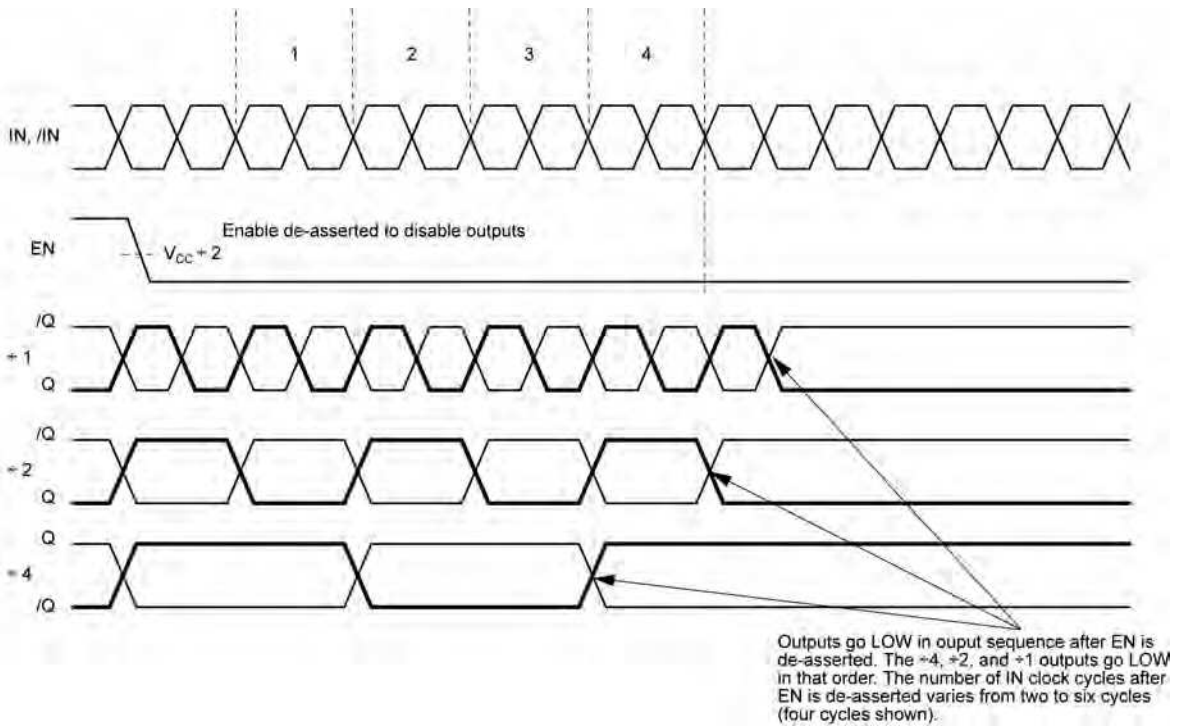 1 2 3 4
IN, /IN
EN
Enable de-asserted to disable outputs
VCC ÷ 2
/Q
÷ 1
Q
/Q
÷ 2
Q
Q
÷ 4
/Q
Outputs go LOW in ouput sequence after EN is
de-asserted. The ÷4, ÷2, and ÷1 outputs go LOW
in that order. The number of IN clock cycles after
EN is de-asserted varies from two to six cycles
(four cycles shown).